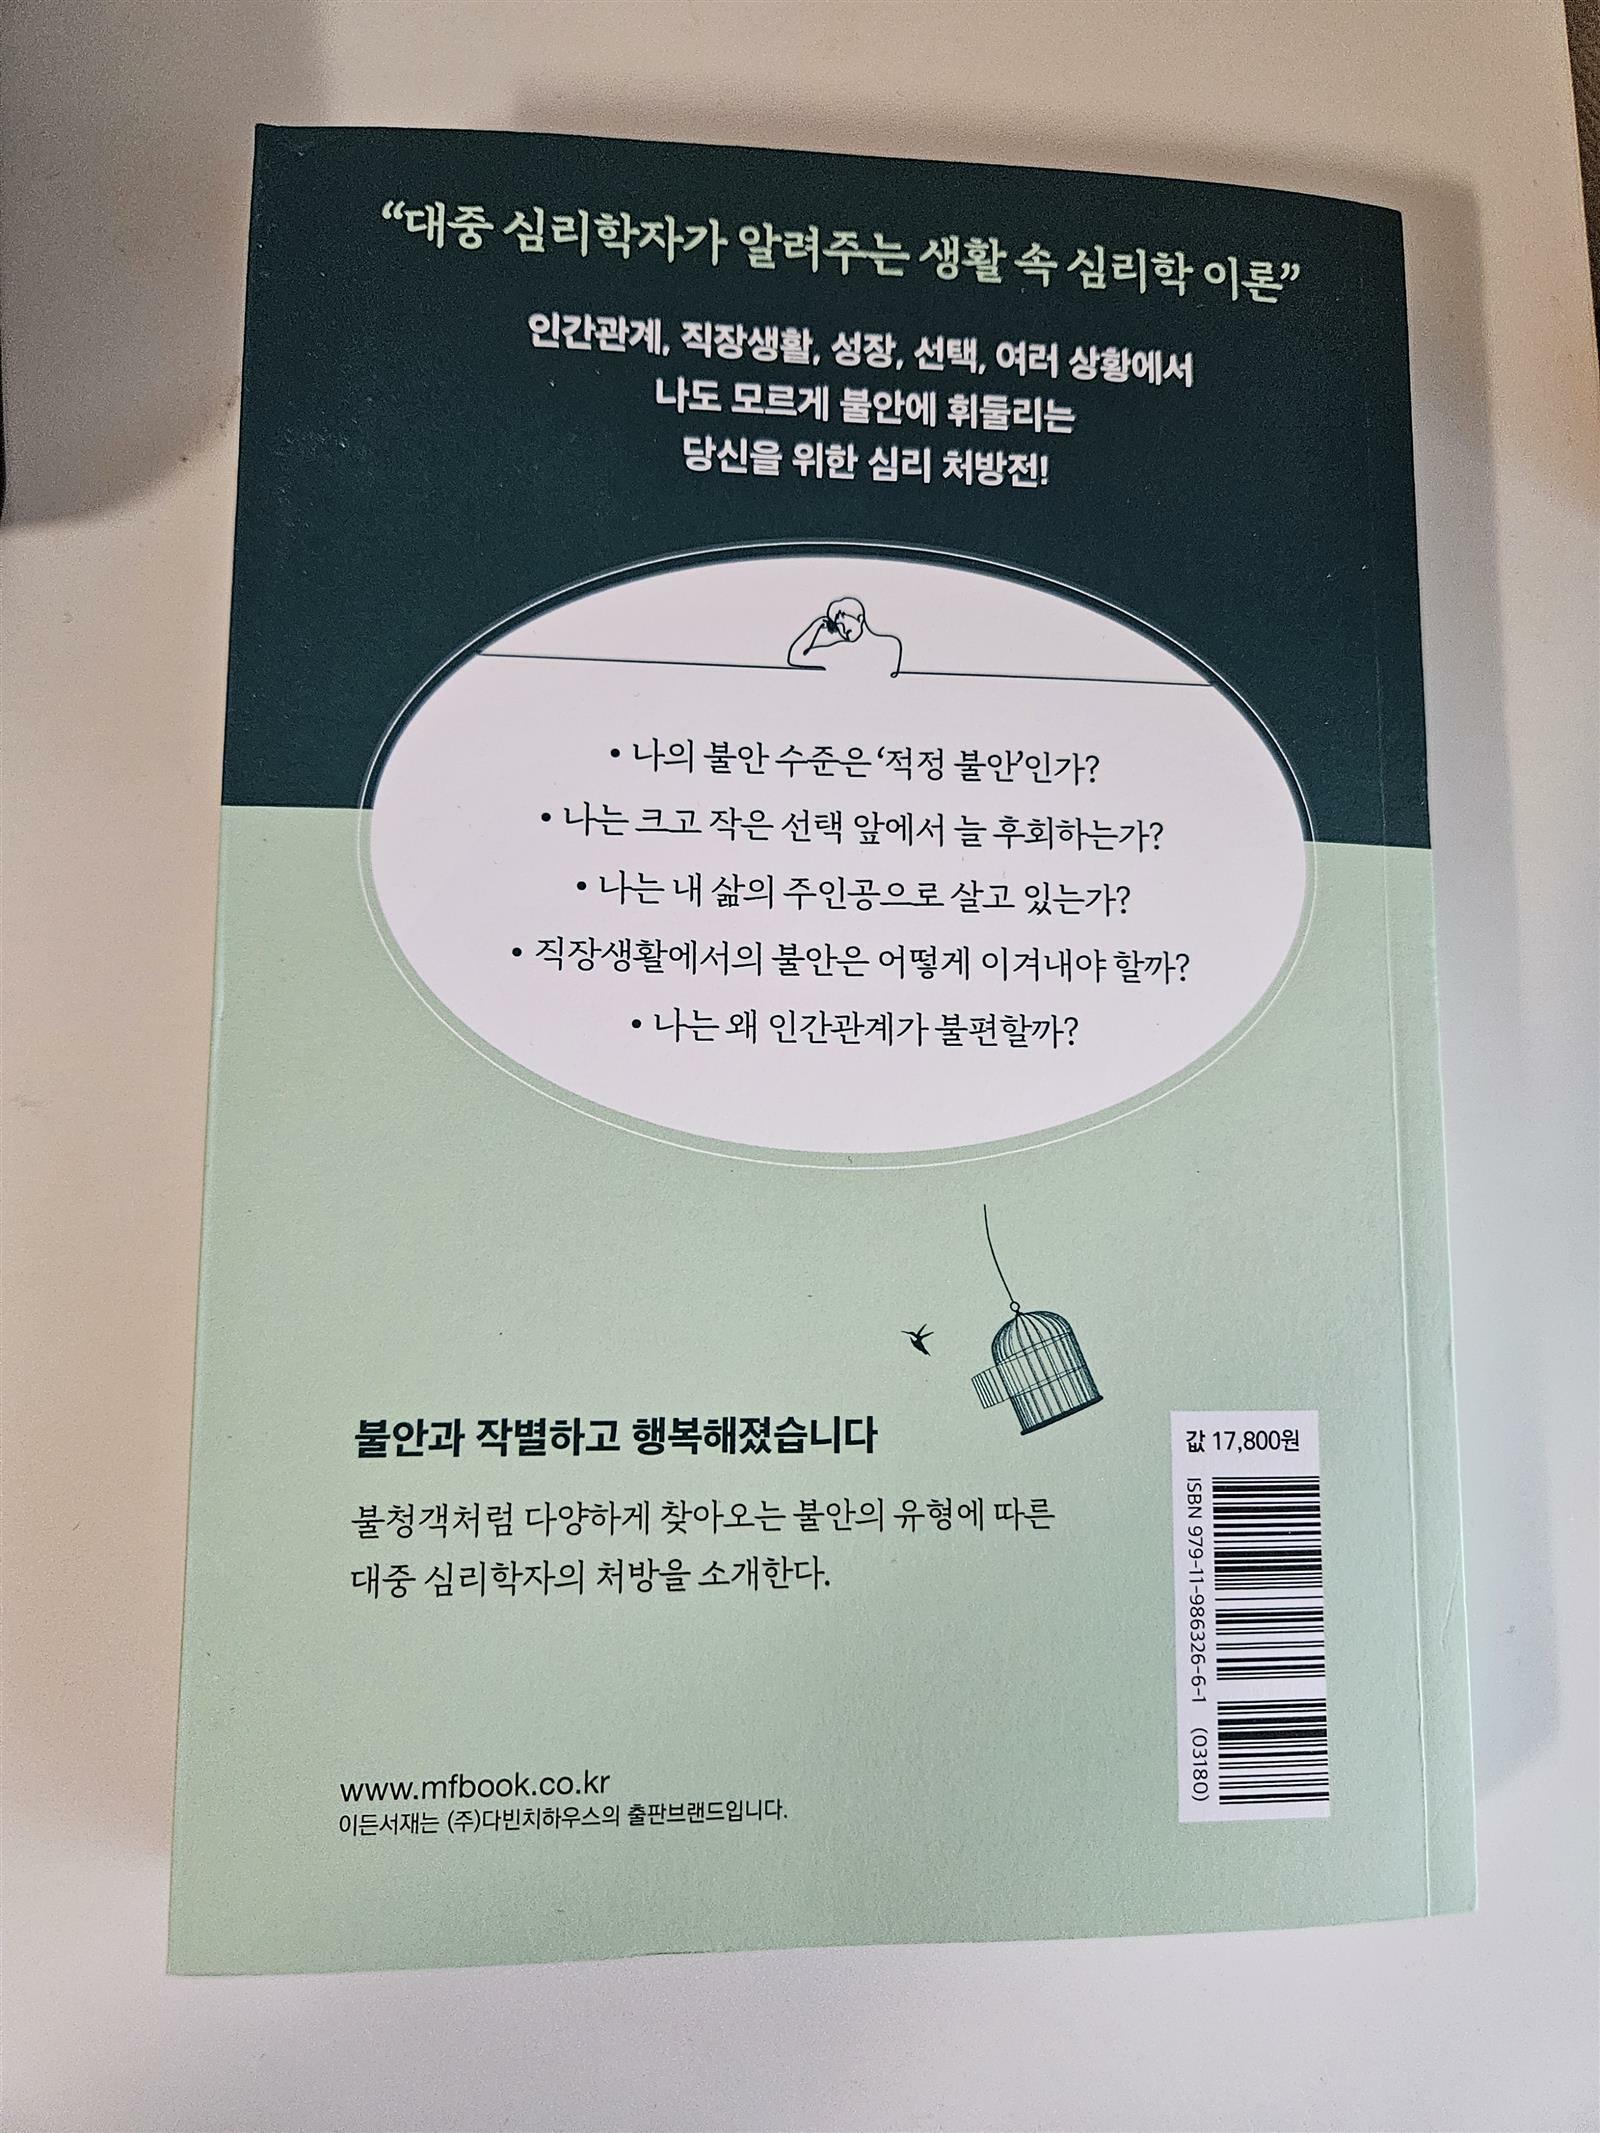 “대중 심리학자가 알려주는 생활 속 심리학 이론”
인간관계, 직장생활, 성장, 선택, 여러 상황에서
나도 모르게 불안에 휘둘리는
당신을 위한 심리 처방전!
• 나의 불안 수준은 ‘적정 불안’인가?
• 나는 크고 작은 선택 앞에서 늘 후회하는가?
• 나는 내 삶의 주인공으로 살고 있는가?
• 직장생활에서의 불안은 어떻게 이겨내야 할까?
• 나는 왜 인간관계가 불편할까?
불안과 작별하고 행복해졌습니다
불청객처럼 다양하게 찾아오는 불안의 유형에 따른
대중 심리학자의 처방을 소개한다.
www.mfbook.co.kr
이든서재는 (주)다빈치하우스의 출판브랜드입니다.
값 17,800원
ISBN 979-11-986326-6-1 (03180)